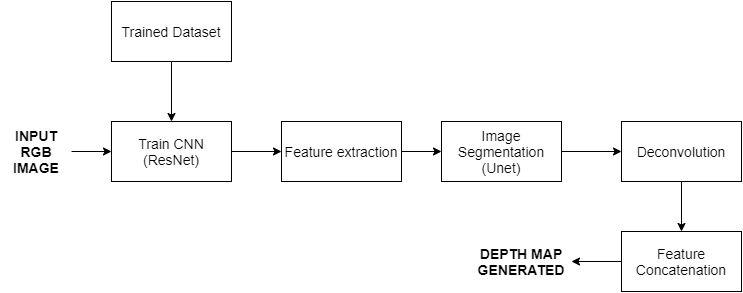 Trained Dataset
INPUT
RGB
IMAGE
Train CNN
(ResNet)
Feature extraction
Image
Segmentation
(Unet)
Deconvolution
DEPTH MAP
GENERATED
Feature
Concatenation